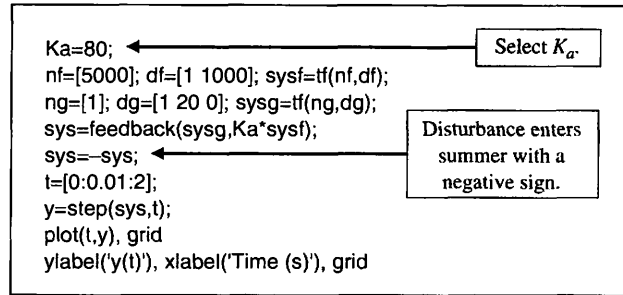 Ka=80;
Select Kₐ.
nf=[5000]; df=[1 1000]; sysf=tf(nf,df);
ng=[1]; dg=[1 20 0]; sysg=tf(ng,dg);
sys=feedback(sysg,Ka*sysf);
sys=–sys;
Disturbance enters
summer with a
negative sign.
t=[0:0.01:2];
y=step(sys,t);
plot(t,y), grid
ylabel('y(t)'), xlabel('Time (s)'), grid